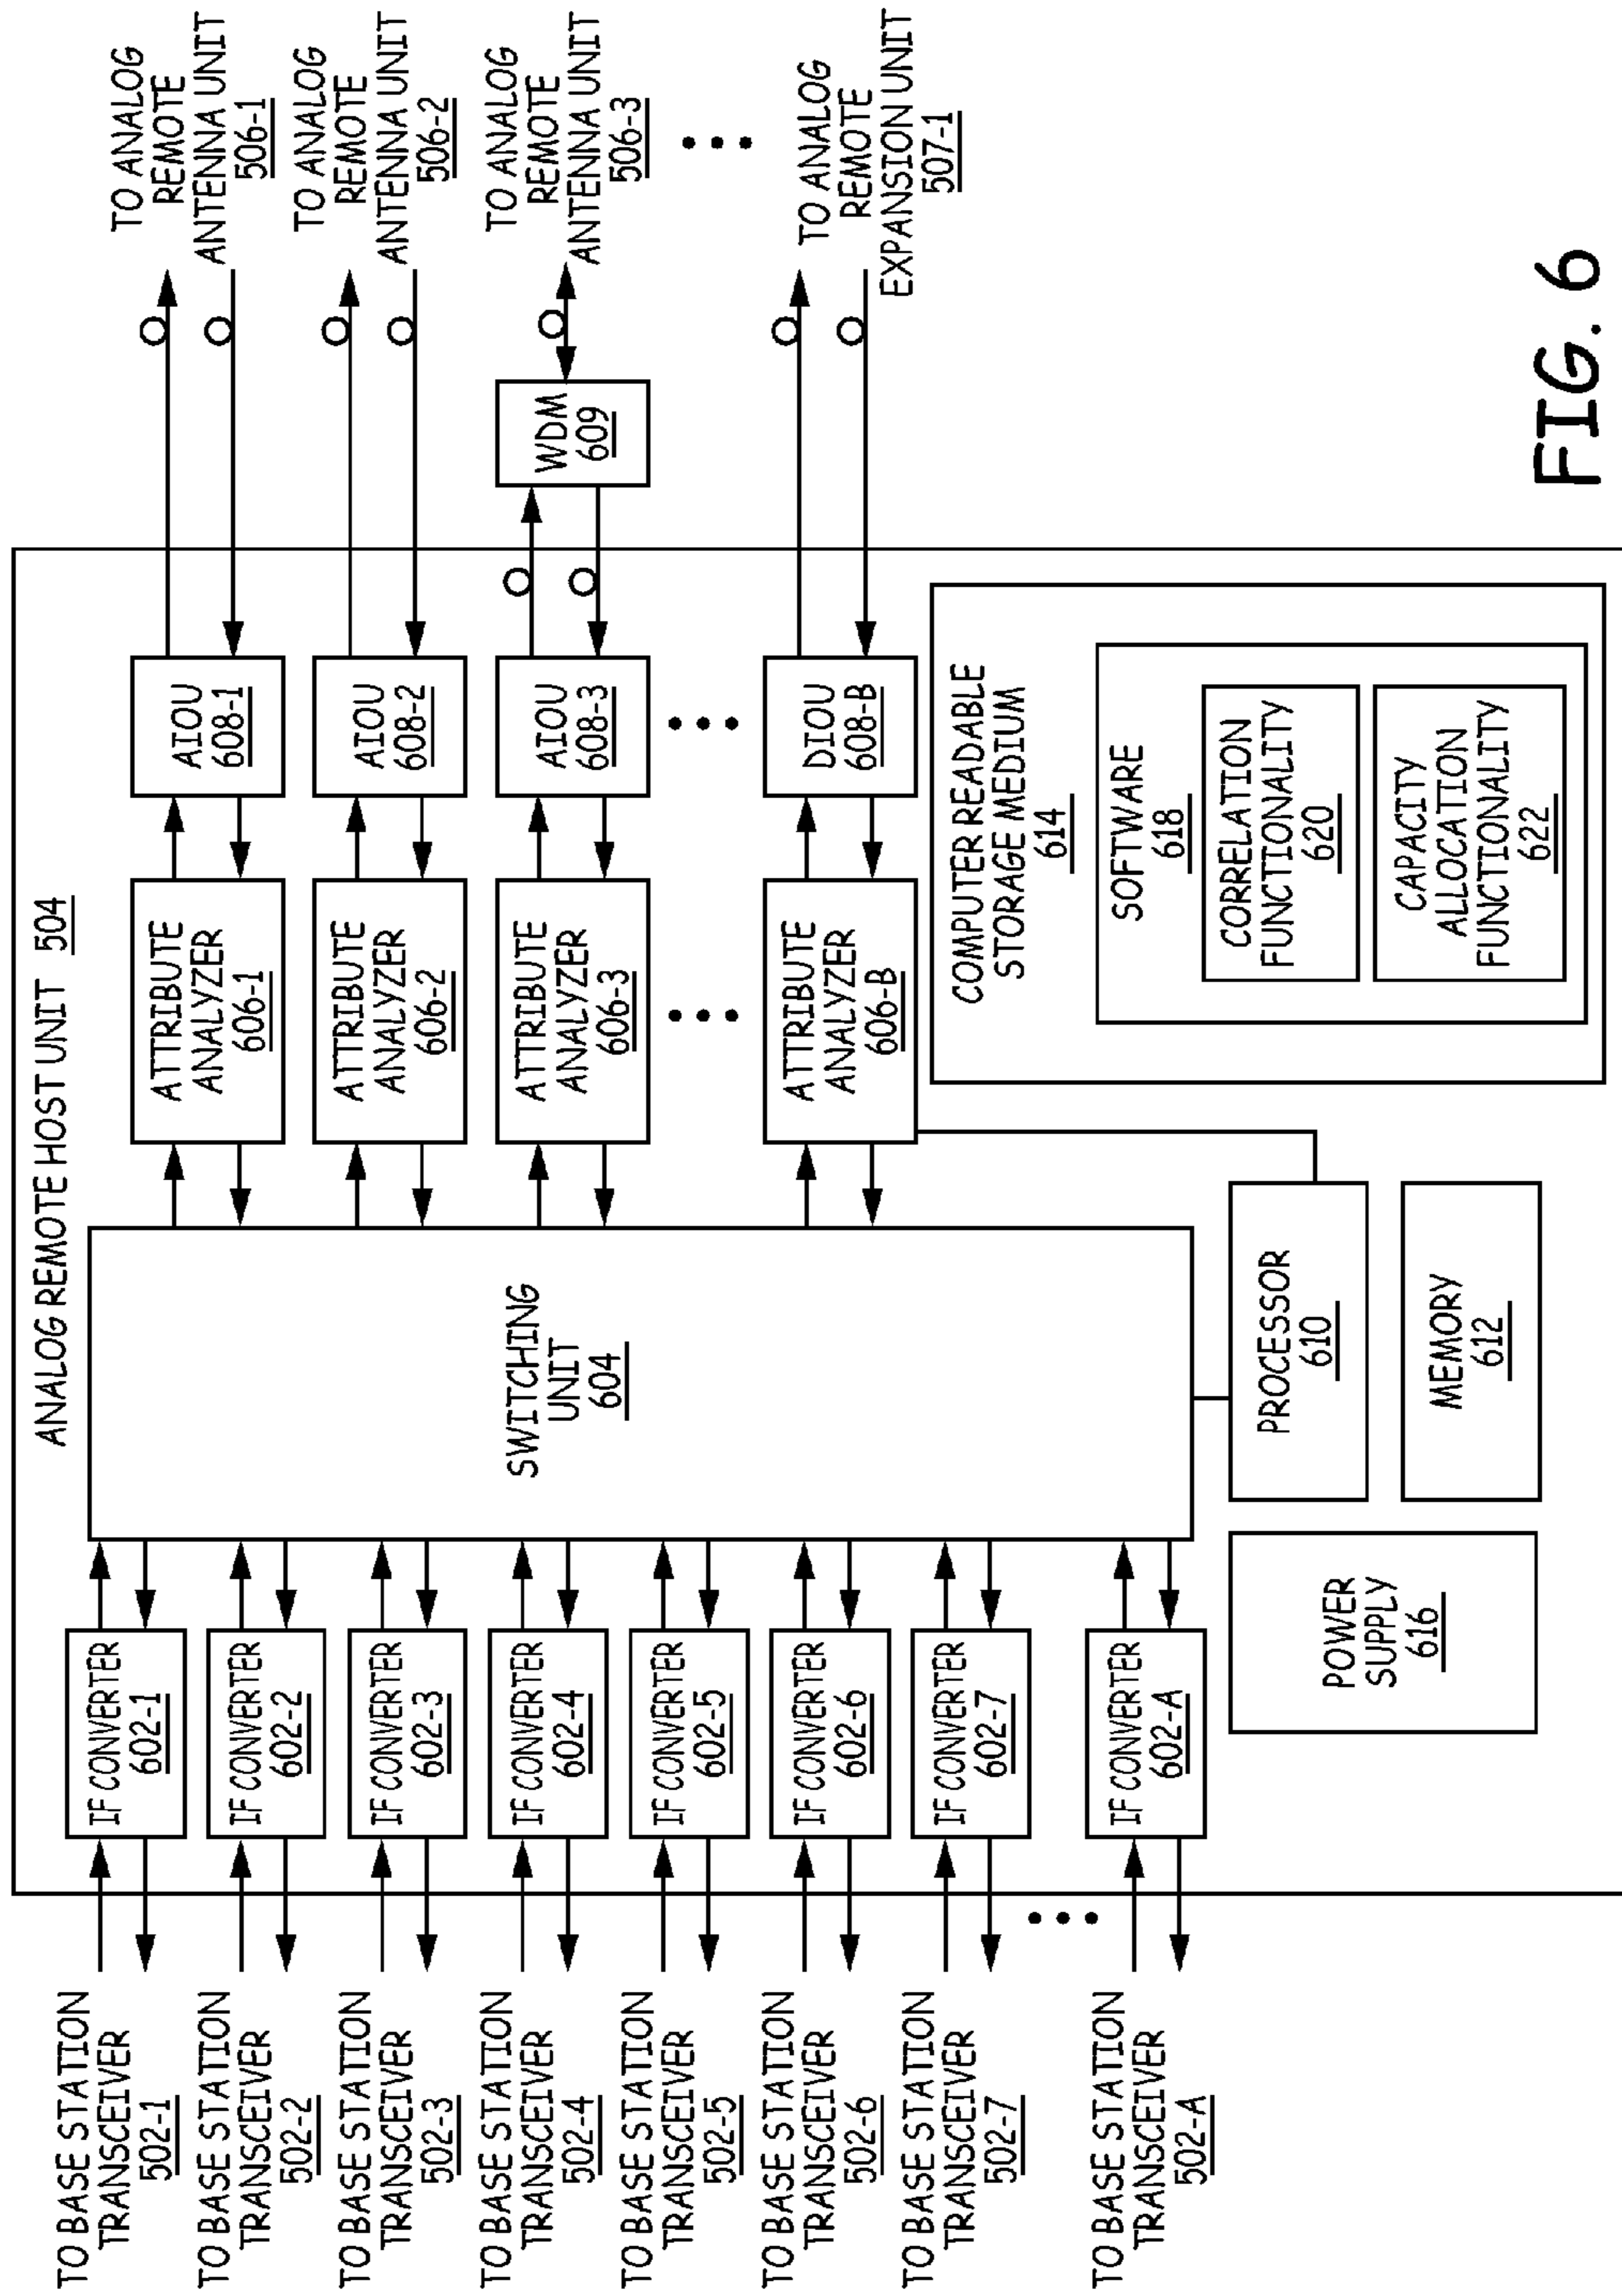 ANALOG REMOTE HOST UNIT 504
TO BASE STATION
TRANSCEIVER
502-1
TO BASE STATION
TRANSCEIVER
502-2
TO BASE STATION
TRANSCEIVER
502-3
TO BASE STATION
TRANSCEIVER
502-4
TO BASE STATION
TRANSCEIVER
502-5
TO BASE STATION
TRANSCEIVER
502-6
TO BASE STATION
TRANSCEIVER
502-7
TO BASE STATION
TRANSCEIVER
502-A
IF CONVERTER
602-1
IF CONVERTER
602-2
IF CONVERTER
602-3
IF CONVERTER
602-4
IF CONVERTER
602-5
IF CONVERTER
602-6
IF CONVERTER
602-7
IF CONVERTER
602-A
SWITCHING
UNIT
604
ATTRIBUTE
ANALYZER
606-1
ATTRIBUTE
ANALYZER
606-2
ATTRIBUTE
ANALYZER
606-3
ATTRIBUTE
ANALYZER
606-B
AIOU
608-1
AIOU
608-2
AIOU
608-3
DIOU
608-B
WDM
609
TO ANALOG
REMOTE
ANTENNA UNIT
506-1
TO ANALOG
REMOTE
ANTENNA UNIT
506-2
TO ANALOG
REMOTE
ANTENNA UNIT
506-3
TO ANALOG
REMOTE
EXPANSION UNIT
507-1
POWER
SUPPLY
616
PROCESSOR
610
MEMORY
612
COMPUTER READABLE
STORAGE MEDIUM
614
SOFTWARE
618
CORRELATION
FUNCTIONALITY
620
CAPACITY
ALLOCATION
FUNCTIONALITY
622
FIG. 6